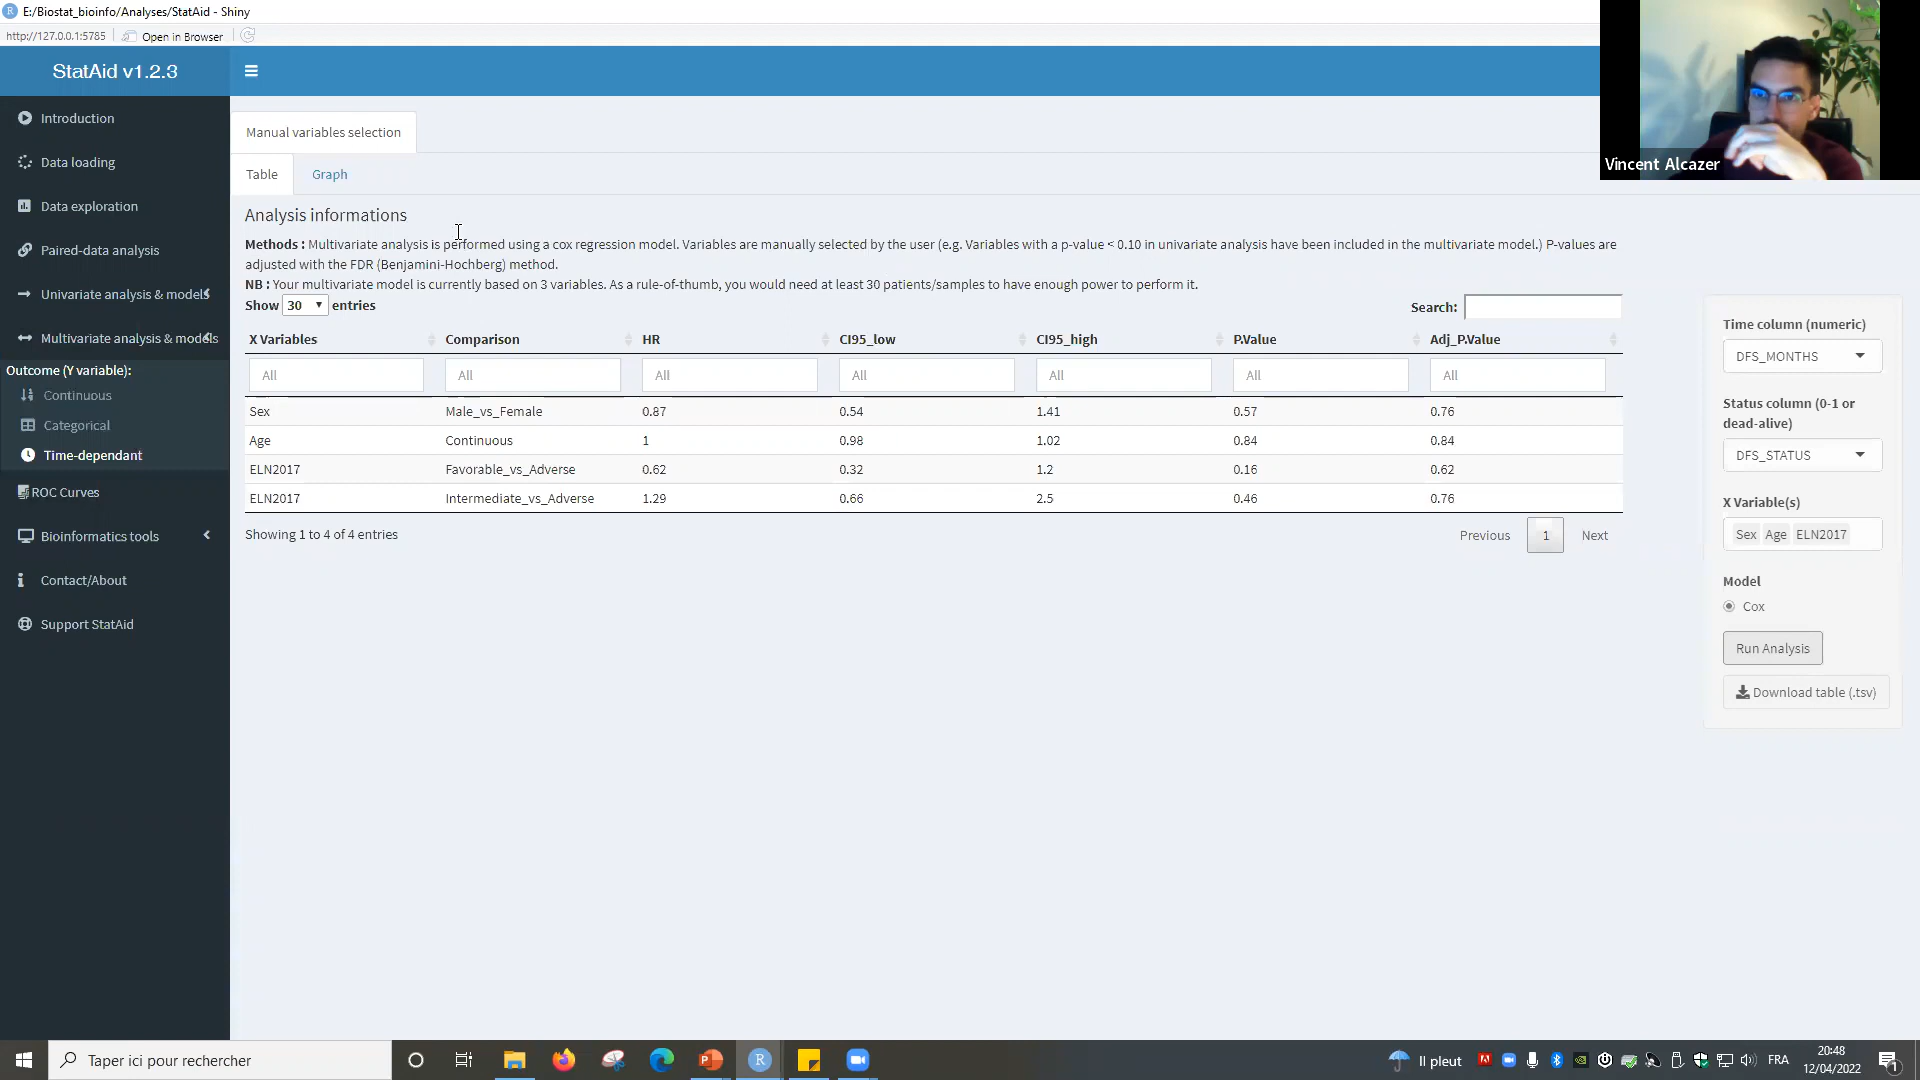 E:/Biostat_bioinfo/Analyses/StatAid - Shiny
http://127.0.0.1:5785 Open in Browser
StatAid v1.2.3
Introduction
Data loading
Data exploration
Paired-data analysis
Univariate analysis & models
Multivariate analysis & models
Outcome (Y variable):
Continuous
Categorical
Time-dependant
ROC Curves
Bioinformatics tools
Contact/About
Support StatAid
Manual variables selection
Table Graph
Analysis informations
Methods : Multivariate analysis is performed using a cox regression model. Variables are manually selected by the user (e.g. Variables with a p-value < 0.10 in univariate analysis have been included in the multivariate model.) P-values are
adjusted with the FDR (Benjamini-Hochberg) method.
NB : Your multivariate model is currently based on 3 variables. As a rule-of-thumb, you would need at least 30 patients/samples to have enough power to perform it.
Show 30 entries Search:
X Variables Comparison HR CI95_low CI95_high P.Value Adj_P.Value
All All All All All All All
Sex Male_vs_Female 0.87 0.54 1.41 0.57 0.76
Age Continuous 1 0.98 1.02 0.84 0.84
ELN2017 Favorable_vs_Adverse 0.62 0.32 1.2 0.16 0.62
ELN2017 Intermediate_vs_Adverse 1.29 0.66 2.5 0.46 0.76
Showing 1 to 4 of 4 entries Previous 1 Next
Vincent Alcazer
Time column (numeric)
DFS_MONTHS
Status column (0-1 or
dead-alive)
DFS_STATUS
X Variable(s)
Sex Age ELN2017
Model
Cox
Run Analysis
Download table (.tsv)
Taper ici pour rechercher
Il pleut
FRA
20:48
12/04/2022
1